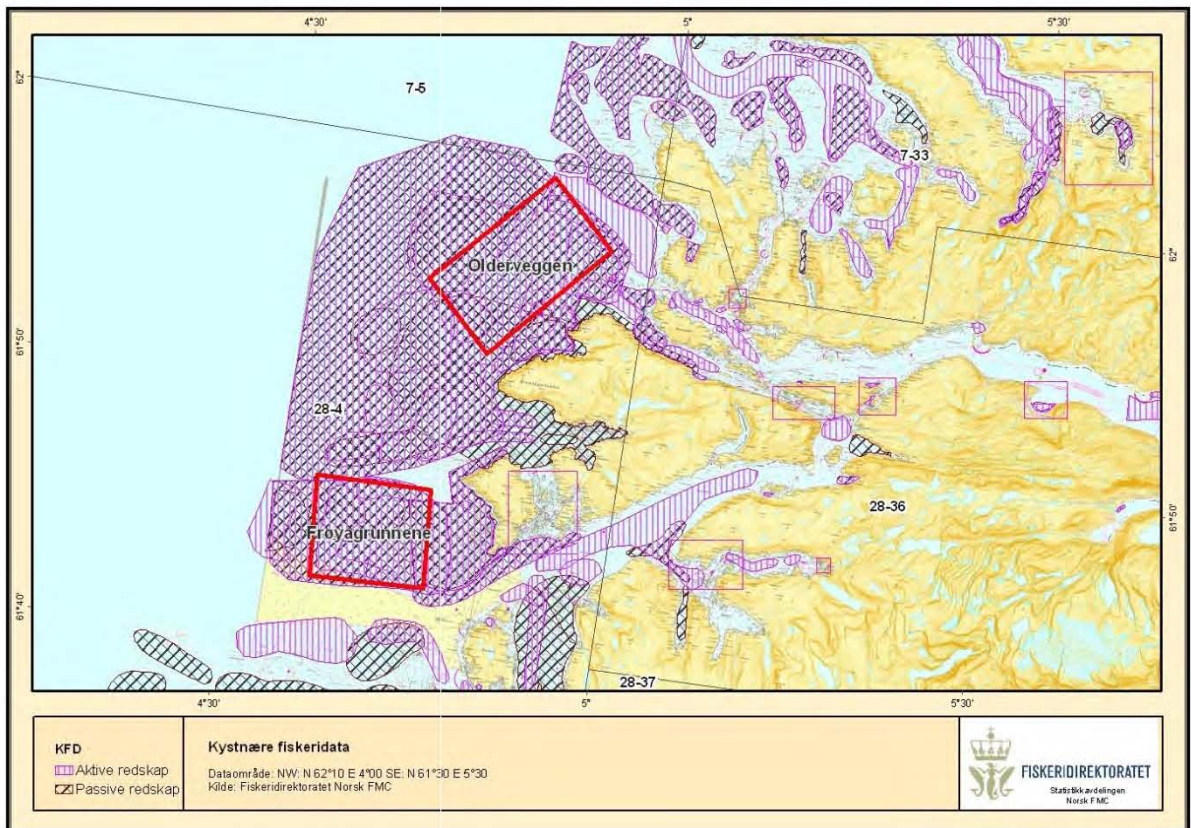 4°30'
5°
5°30'
62°
7-5
7-33
Olderveggen
62°
61°50'
28-4
28-36
61°50'
Frøyagrunnene
61°40'
28-37
4°30'
5°
5°30'
KFD
Aktive redskap
Passive redskap
Kystnære fiskeridata
Dataområde: NW: N 62°10 E 4°00 SE: N 61°30 E 5°30
Kilde: Fiskeridirektoratet Norsk FMC
FISKERIDIREKTORATET
Statistikkavdelingen
Norsk FMC